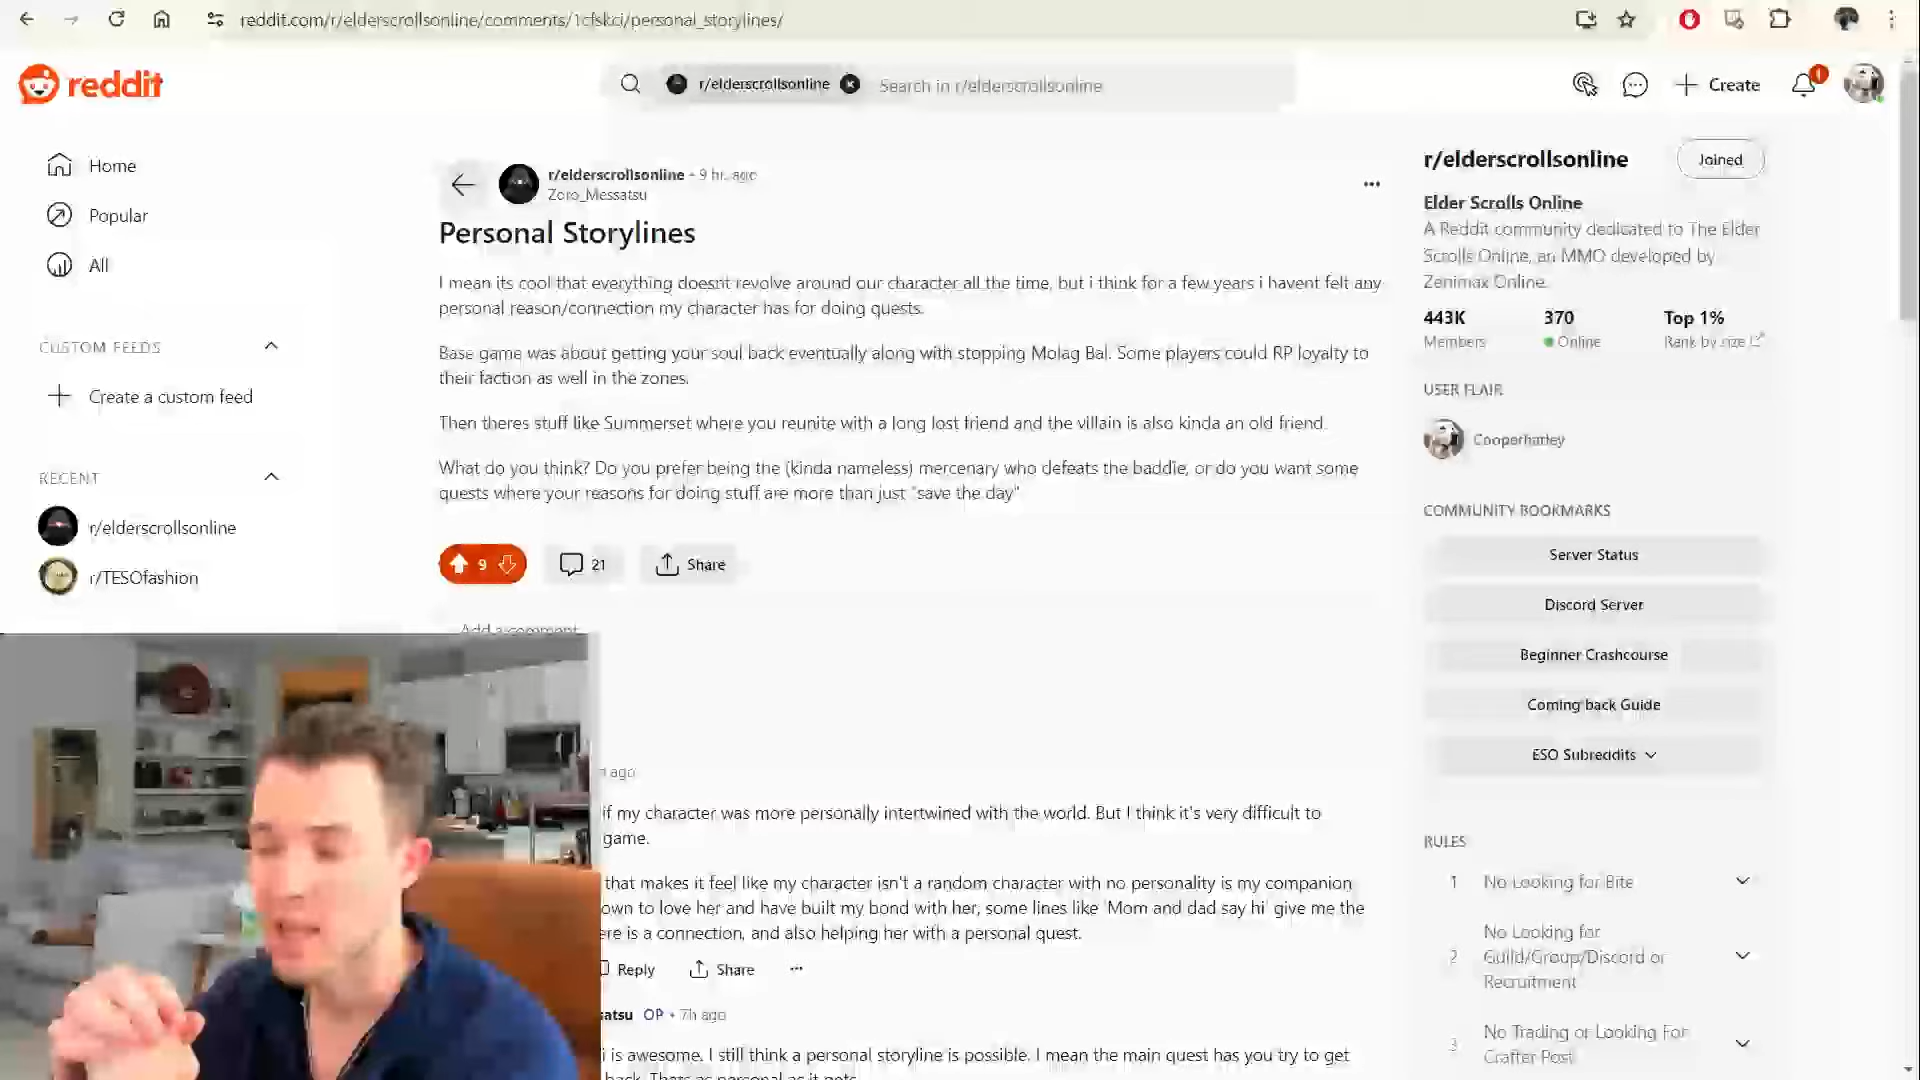 reddit.com/r/elderscrollsonline/comments/1cfskci/personal_storylines/
reddit
r/elderscrollsonline
Search in r/elderscrollsonline
Create
1
Home
Popular
All
CUSTOM FEEDS
Create a custom feed
RECENT
r/elderscrollsonline
r/TESOfashion
r/elderscrollsonline • 9 hr. ago
Zoro_Messatsu
Personal Storylines
I mean its cool that everything doesnt revolve around our character all the time, but i think for a few years i havent felt any
personal reason/connection my character has for doing quests.
Base game was about getting your soul back eventually along with stopping Molag Bal. Some players could RP loyalty to
their faction as well in the zones.
Then theres stuff like Summerset where you reunite with a long lost friend and the villain is also kinda an old friend.
What do you think? Do you prefer being the (kinda nameless) mercenary who defeats the baddie, or do you want some
quests where your reasons for doing stuff are more than just "save the day"
9
21
Share
Add a comment
ago
if my character was more personally intertwined with the world. But I think it's very difficult to
game.
that makes it feel like my character isn't a random character with no personality is my companion
own to love her and have built my bond with her, some lines like 'Mom and dad say hi' give me the
ere is a connection, and also helping her with a personal quest.
Reply
Share
satsu OP • 7h ago
i is awesome. I still think a personal storyline is possible. I mean the main quest has you try to get
back. Thats as personal as it gets
r/elderscrollsonline
Joined
Elder Scrolls Online
A Reddit community dedicated to The Elder
Scrolls Online, an MMO developed by
Zenimax Online.
443K
Members
370
Online
Top 1%
Rank by size
USER FLAIR
Cooperharley
COMMUNITY BOOKMARKS
Server Status
Discord Server
Beginner Crashcourse
Coming back Guide
ESO Subreddits
RULES
1 No Looking for Bite
2 No Looking for
Guild/Group/Discord or
Recruitment
3 No Trading or Looking For
Crafter Post